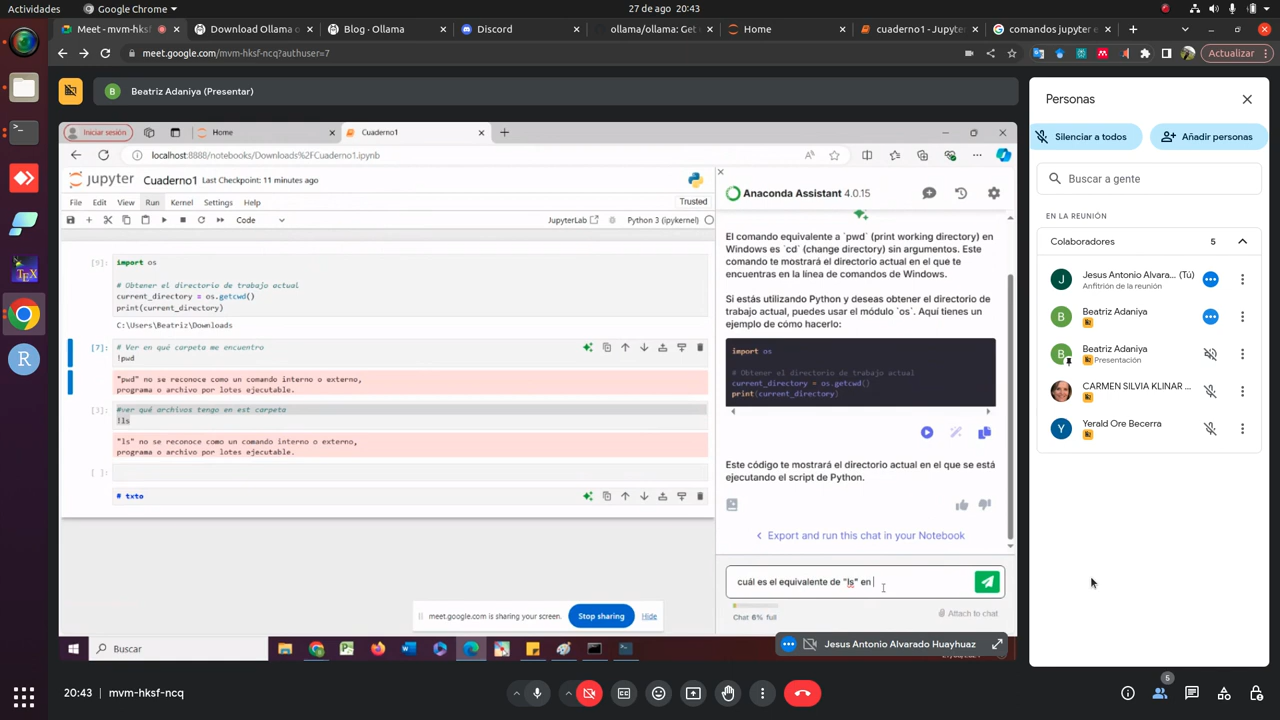 Actividades
Google Chrome
27 de ago  20:43
Meet - mvm-hksf-nc
Download Ollama o
Blog · Ollama
Discord
ollama/ollama: Get
Home
cuaderno1 - Jupyter
comandos jupyter e
meet.google.com/mvm-hksf-ncq?authuser=7
Actualizar
B Beatriz Adaniya (Presentar)
Iniciar sesión
Home
Cuaderno1
localhost:8888/notebooks/Downloads%2FCuaderno1.ipynb
jupyter Cuaderno1 Last Checkpoint: 11 minutes ago
File Edit View Run Kernel Settings Help
Trusted
Code
JupyterLab
Python 3 (ipykernel)
[9]: import os
# Obtener el directorio de trabajo actual
current_directory = os.getcwd()
print(current_directory)
C:\Users\Beatriz\Downloads
[7]: # Ver en qué carpeta me encuentro
!pwd
"pwd" no se reconoce como un comando interno o externo,
programa o archivo por lotes ejecutable.
[3]: #ver qué archivos tengo en est carpeta
!ls
"ls" no se reconoce como un comando interno o externo,
programa o archivo por lotes ejecutable.
[ ]:
# txto
Anaconda Assistant 4.0.15
El comando equivalente a `pwd` (print working directory) en
Windows es `cd` (change directory) sin argumentos. Este
comando te mostrará el directorio actual en el que te
encuentras en la línea de comandos de Windows.
Si estás utilizando Python y deseas obtener el directorio de
trabajo actual, puedes usar el módulo `os`. Aquí tienes un
ejemplo de cómo hacerlo:
import os
# Obtener el directorio de trabajo actual
current_directory = os.getcwd()
print(current_directory)
Este código te mostrará el directorio actual en el que se está
ejecutando el script de Python.
Export and run this chat in your Notebook
cuál es el equivalente de "ls" en
Chat: 6% full
Attach to chat
meet.google.com is sharing your screen.
Stop sharing
Hide
Buscar
Jesus Antonio Alvarado Huayhuaz
Personas
Silenciar a todos
Añadir personas
Buscar a gente
EN LA REUNIÓN
Colaboradores 5
J Jesus Antonio Alvara... (Tú)
Anfitrión de la reunión
B Beatriz Adaniya
B Beatriz Adaniya
Presentación
CARMEN SILVIA KLINAR ...
Y Yerald Ore Becerra
20:43 | mvm-hksf-ncq
5